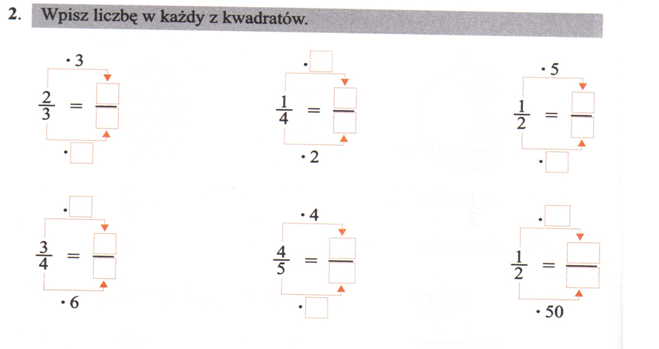 2. Wpisz liczbę w każdy z kwadratów.
· 3 · · 5
2/3 = 1/4 = 1/2 =
· · 2 ·
· · 4 ·
3/4 = 4/5 = 1/2 =
· 6 · · 50